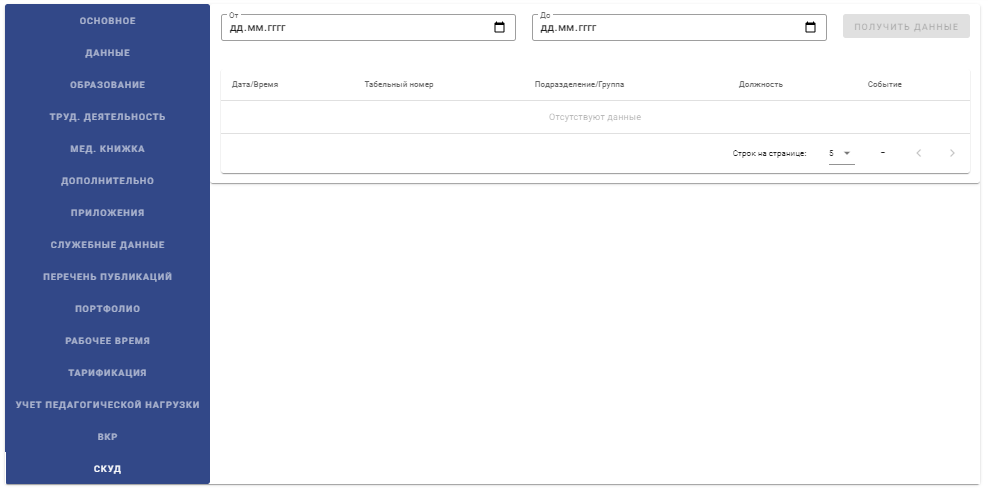 ОСНОВНОЕ
ДАННЫЕ
ОБРАЗОВАНИЕ
ТРУД. ДЕЯТЕЛЬНОСТЬ
МЕД. КНИЖКА
ДОПОЛНИТЕЛЬНО
ПРИЛОЖЕНИЯ
СЛУЖЕБНЫЕ ДАННЫЕ
ПЕРЕЧЕНЬ ПУБЛИКАЦИЙ
ПОРТФОЛИО
РАБОЧЕЕ ВРЕМЯ
ТАРИФИКАЦИЯ
УЧЕТ ПЕДАГОГИЧЕСКОЙ НАГРУЗКИ
ВКР
СКУД
От До
ДД.ММ.ГГГГ ДД.ММ.ГГГГ ПОЛУЧИТЬ ДАННЫЕ
Дата/Время Табельный номер Подразделение/Группа Должность Событие
Отсутствуют данные
Строк на странице: 5 –